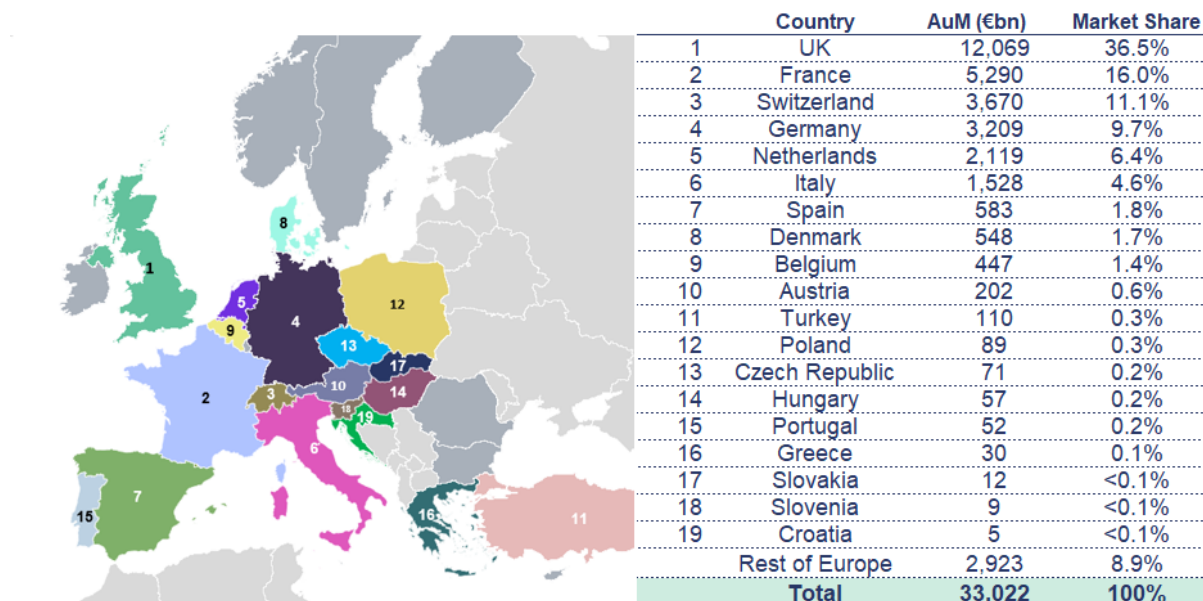 Country AuM (€bn) Market Share
1 UK 12,069 36.5%
2 France 5,290 16.0%
3 Switzerland 3,670 11.1%
4 Germany 3,209 9.7%
5 Netherlands 2,119 6.4%
6 Italy 1,528 4.6%
7 Spain 583 1.8%
8 Denmark 548 1.7%
9 Belgium 447 1.4%
10 Austria 202 0.6%
11 Turkey 110 0.3%
12 Poland 89 0.3%
13 Czech Republic 71 0.2%
14 Hungary 57 0.2%
15 Portugal 52 0.2%
16 Greece 30 0.1%
17 Slovakia 12 <0.1%
18 Slovenia 9 <0.1%
19 Croatia 5 <0.1%
Rest of Europe 2,923 8.9%
Total 33,022 100%
8
1
5
12
4
9
13
17
10
14
3
2
18
19
6
7
15
16
11